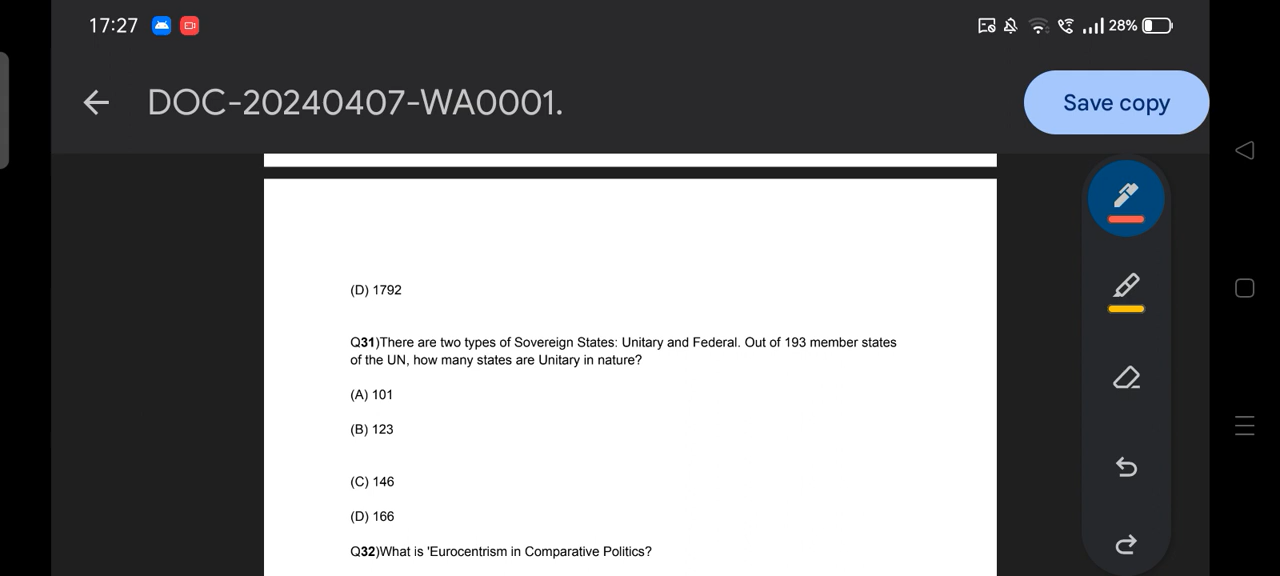 17:27
28%
DOC-20240407-WA0001.
Save copy
(D) 1792
Q31)There are two types of Sovereign States: Unitary and Federal. Out of 193 member states
of the UN, how many states are Unitary in nature?
(A) 101
(B) 123
(C) 146
(D) 166
Q32)What is 'Eurocentrism in Comparative Politics?